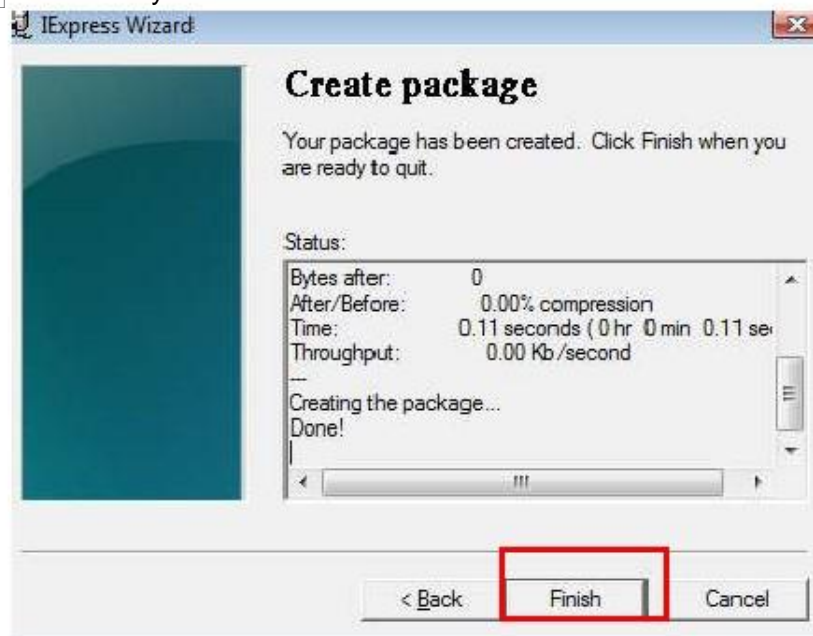 IExpress Wizard
Create package
Your package has been created. Click Finish when you
are ready to quit.
Status:
Bytes after: 0
After/Before: 0.00% compression
Time: 0.11 seconds ( 0 hr 0 min 0.11 se
Throughput: 0.00 Kb/second
---
Creating the package...
Done!
< Back Finish Cancel